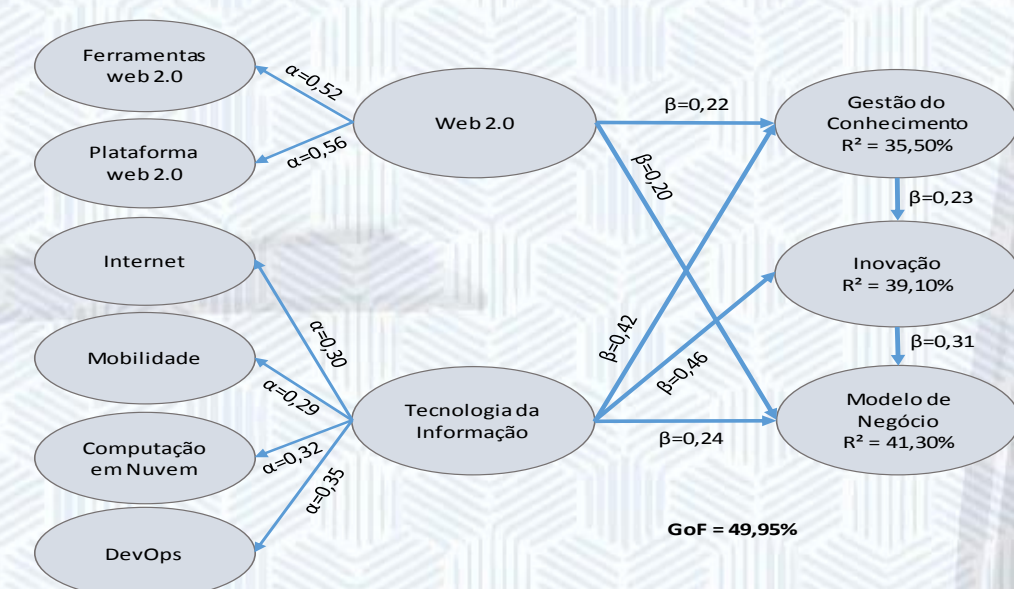 Ferramentas
web 2.0
α=0,52
Plataforma
web 2.0
α=0,56
Web 2.0
β=0,22
β=0,20
Gestão do
Conhecimento
R² = 35,50%
β=0,23
Internet
α=0,30
Inovação
R² = 39,10%
β=0,31
Mobilidade
α=0,29
Computação
em Nuvem
α=0,32
DevOps
α=0,35
Tecnologia da
Informação
β=0,42
β=0,46
β=0,24
Modelo de
Negócio
R² = 41,30%
GoF = 49,95%